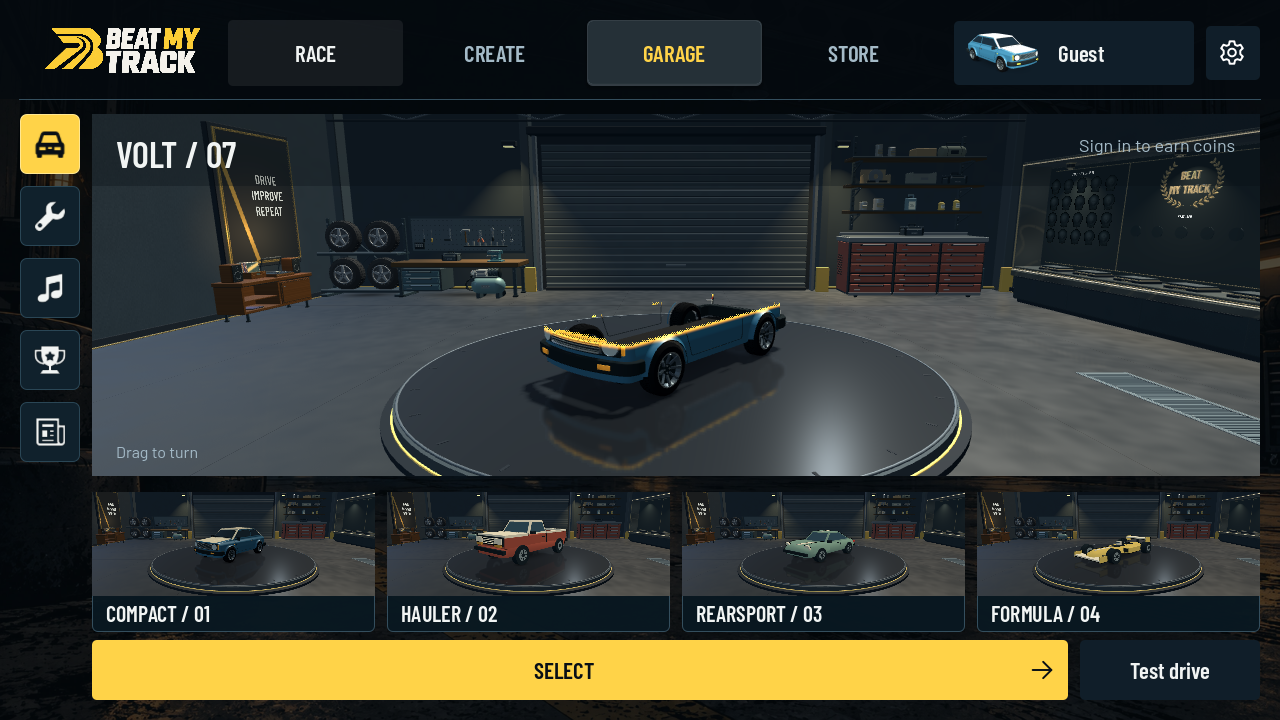 BEAT MY TRACK
RACE
CREATE
GARAGE
STORE
Guest
VOLT / 07
Sign in to earn coins
DRIVE
IMPROVE
REPEAT
BEAT
MY TRACK
Drag to turn
COMPACT / 01
HAULER / 02
REARSPORT / 03
FORMULA / 04
SELECT
Test drive